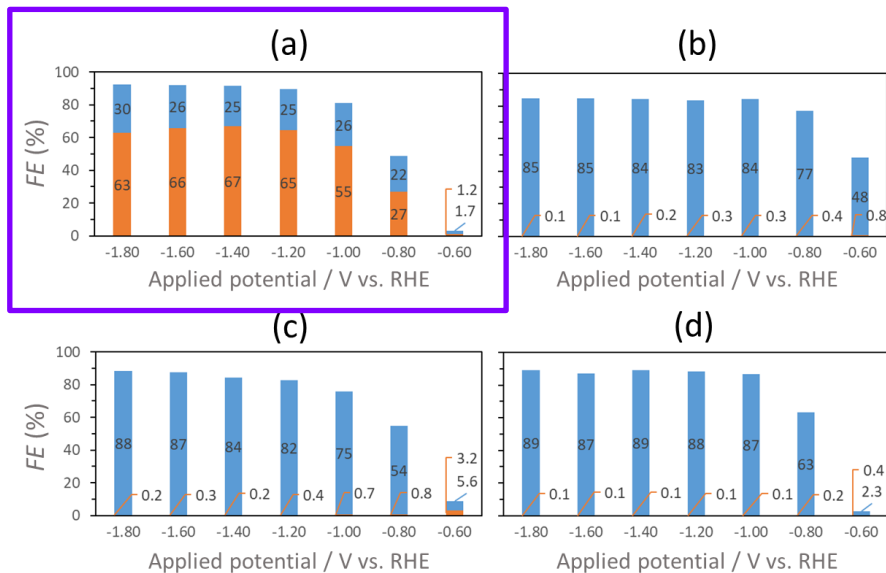 (a)
(b)
100
80
60
40
20
0
FE (%)
30 26 25 25 26 22 1.2
63 66 67 65 55 27 1.7
-1.80 -1.60 -1.40 -1.20 -1.00 -0.80 -0.60
Applied potential / V vs. RHE
85 85 84 83 84 77 48
0.1 0.1 0.2 0.3 0.3 0.4 0.8
-1.80 -1.60 -1.40 -1.20 -1.00 -0.80 -0.60
Applied potential / V vs. RHE
(c)
(d)
100
80
60
40
20
0
FE (%)
88 87 84 82 75 54 3.2
5.6
0.2 0.3 0.2 0.4 0.7 0.8
-1.80 -1.60 -1.40 -1.20 -1.00 -0.80 -0.60
Applied potential / V vs. RHE
89 87 89 88 87 63 0.4
2.3
0.1 0.1 0.1 0.1 0.1 0.2
-1.80 -1.60 -1.40 -1.20 -1.00 -0.80 -0.60
Applied potential / V vs. RHE